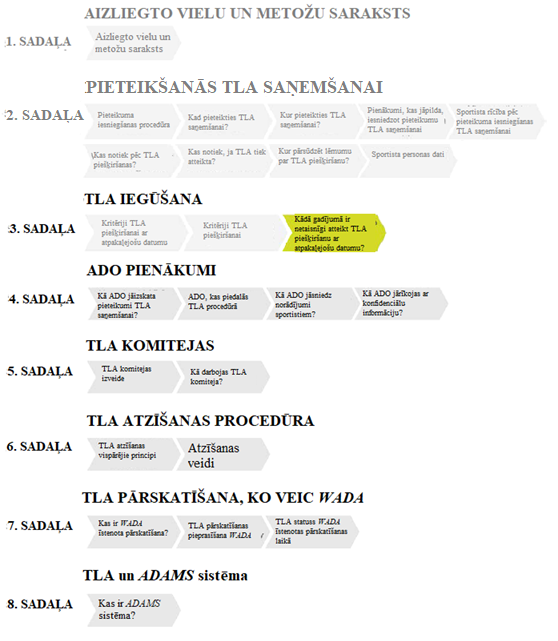 AIZLIEGTO VIELU UN METOŽU SARAKSTS
1. SADAĻA
Aizliegto vielu un
metožu saraksts
PIETEIKŠANĀS TLA SAŅEMŠANAI
2. SADAĻA
Pieteikuma
iesniegšanas procedūra
Kad pieteikties TLA
saņemšanai?
Kur pieteikties TLA
saņemšanai?
Pienākumi, kas jāpilda,
iesniedzot pieteikumu
TLA saņemšanai
Sportista rīcība pēc
pieteikuma iesniegšanas
TLA saņemšanai
Kas notiek pēc TLA
piešķiršanas?
Kas notiek, ja TLA tiek
atteikta?
Kur pārsūdzēt lēmumu
par TLA piešķiršanu?
Sportista personas dati
TLA IEGŪŠANA
3. SADAĻA
Kritēriji TLA
piešķiršanai ar
atpakaļejošu datumu
Kritēriji TLA
piešķiršanai
Kādā gadījumā ir
netaisnīgi atteikt TLA
piešķiršanu ar
atpakaļejošu datumu?
ADO PIENĀKUMI
4. SADAĻA
Kā ADO jāizskata
pieteikumi TLA
saņemšanai?
ADO, kas piedalās
TLA procedūrā
Kā ADO jāsniedz
norādījumi
sportistiem?
Kā ADO jārīkojas ar
konfidenciālu
informāciju?
TLA KOMITEJAS
5. SADAĻA
TLA komitejas
izveide
Kā darbojas TLA
komiteja?
TLA ATZĪŠANAS PROCEDŪRA
6. SADAĻA
TLA atzīšanas
vispārējie principi
Atzīšanas
veidi
TLA PĀRSKATĪŠANA, KO VEIC WADA
7. SADAĻA
Kas ir WADA
īstenota pārskatīšana?
TLA pārskatīšanas
pieprasīšana WADA
TLA statuss WADA
īstenotas pārskatīšanas
laikā
TLA un ADAMS sistēma
8. SADAĻA
Kas ir ADAMS
sistēma?